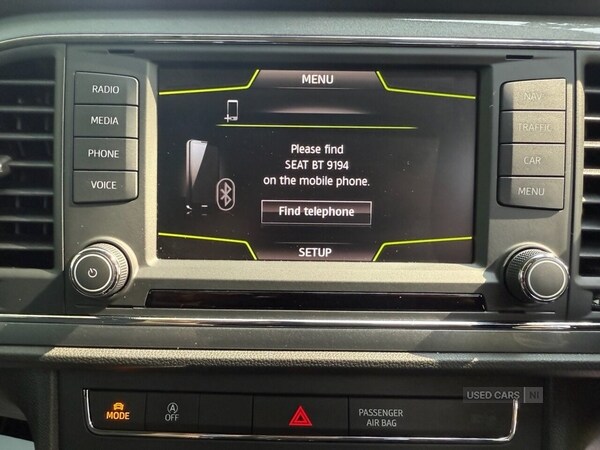 MENU
RADIO
MEDIA
PHONE
VOICE
Please find
SEAT BT 9194
on the mobile phone.
Find telephone
SETUP
NAV
TRAFFIC
CAR
MENU
MODE
A
OFF
PASSENGER
AIR BAG
USED CARS NI